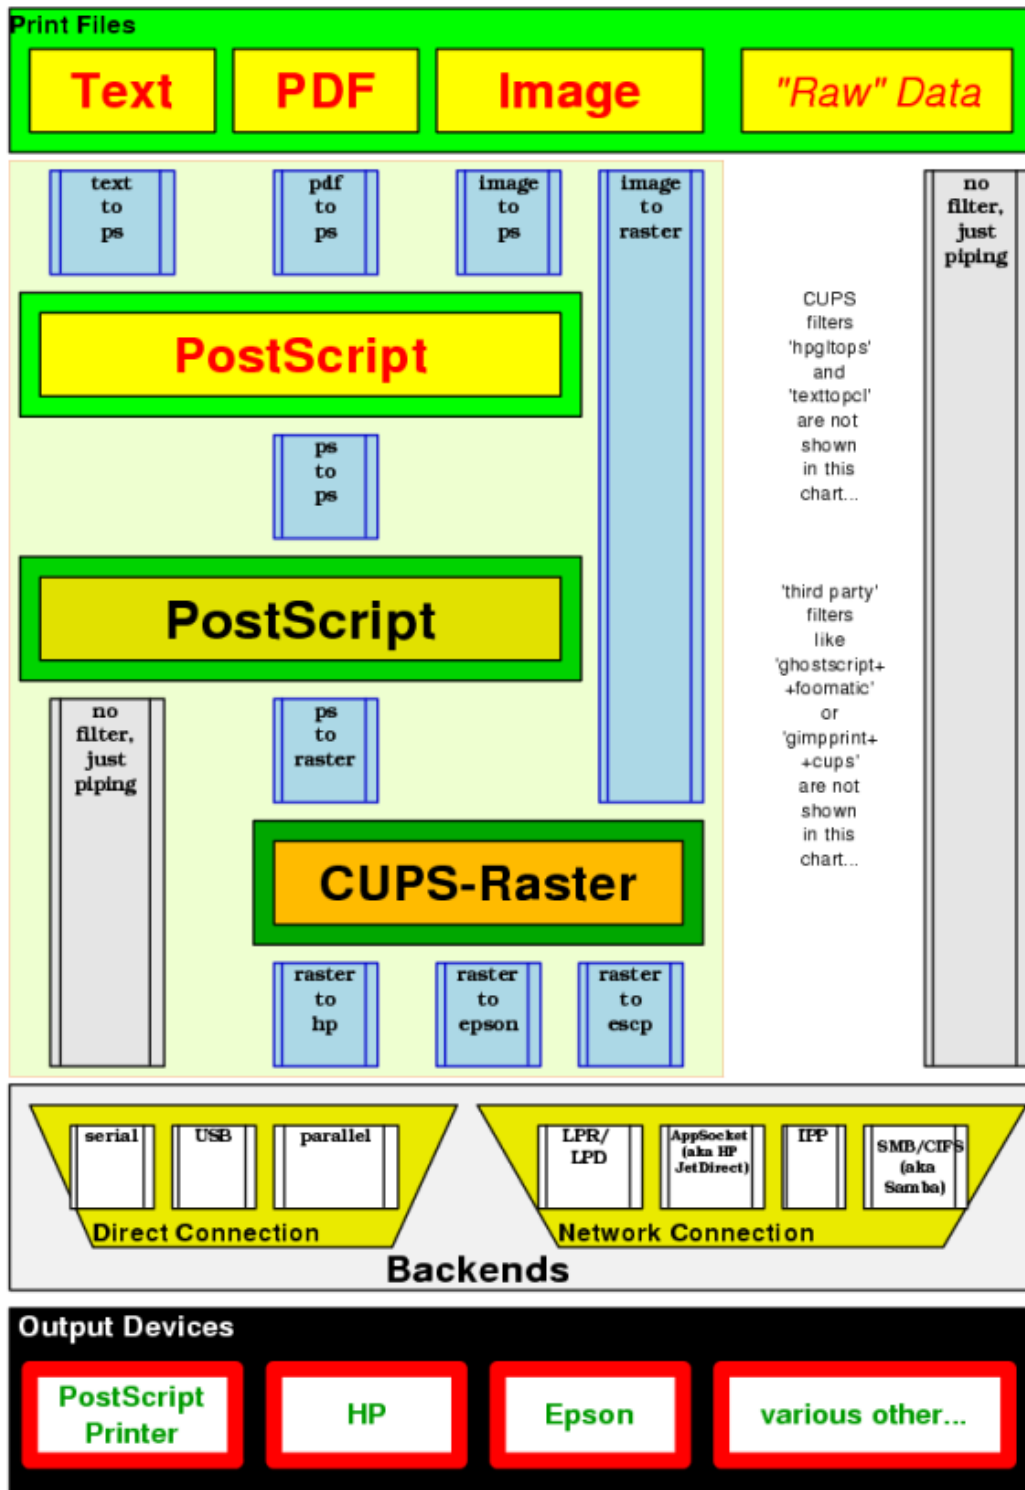 Print Files
Text
PDF
Image
"Raw" Data
text
to
ps
pdf
to
ps
image
to
ps
image
to
raster
no
filter,
just
piping
PostScript
CUPS
filters
'hpgltops'
and
'texttopcl'
are not
shown
in this
chart...
ps
to
ps
PostScript
'third party'
filters
like
'ghostscript+
+foomatic'
or
'gimpprint+
+cups'
are not
shown
in this
chart...
no
filter,
just
piping
ps
to
raster
CUPS-Raster
raster
to
hp
raster
to
epson
raster
to
escp
serial
USB
parallel
Direct Connection
LPR/
LPD
AppSocket
(aka HP
JetDirect)
IPP
SMB/CIFS
(aka
Samba)
Network Connection
Backends
Output Devices
PostScript
Printer
HP
Epson
various other...